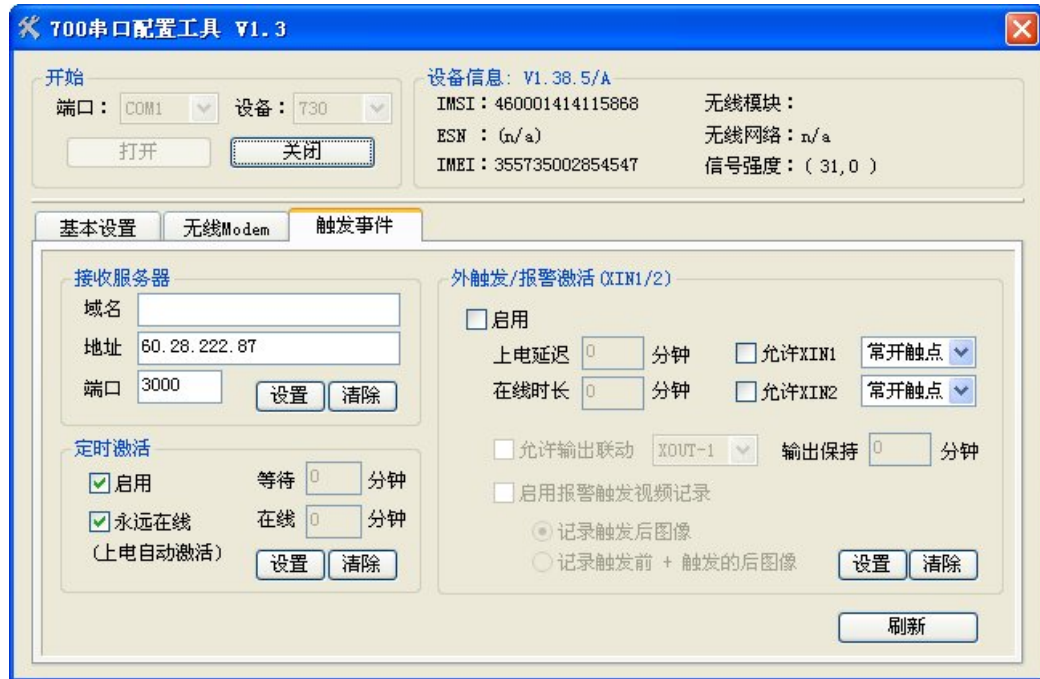 700串口配置工具 V1.3
开始
端口： COM1 设备： 730
打开 关闭
设备信息: V1.38.5/A
IMSI：460001414115868 无线模块：
ESN ：(n/a) 无线网络：n/a
IMEI：355735002854547 信号强度：( 31,0 )
基本设置 无线Modem 触发事件
接收服务器
域名
地址 60.28.222.87
端口 3000 设置 清除
定时激活
启用 等待 0 分钟
永远在线 在线 0 分钟
(上电自动激活) 设置 清除
外触发/报警激活(XIN1/2)
启用
上电延迟 0 分钟 允许XIN1 常开触点
在线时长 0 分钟 允许XIN2 常开触点
允许输出联动 XOUT-1 输出保持 0 分钟
启用报警触发视频记录
记录触发后图像
记录触发前 + 触发的后图像 设置 清除
刷新